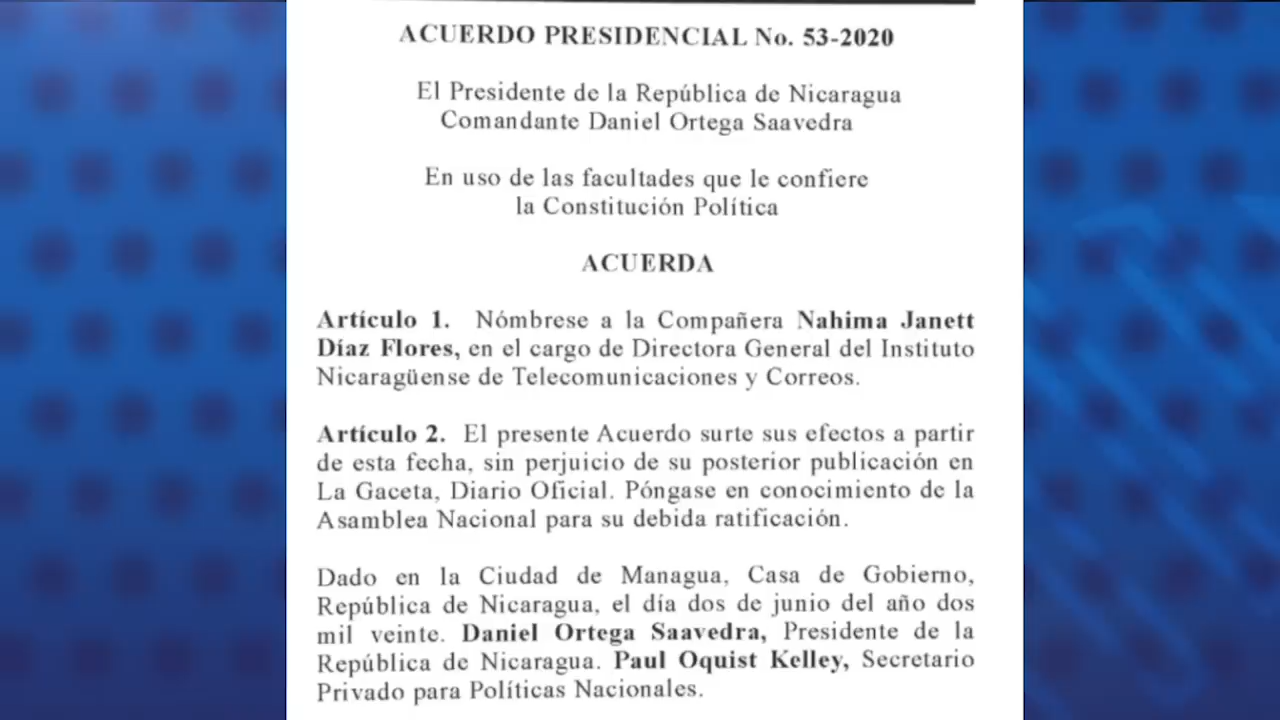 ACUERDO PRESIDENCIAL No. 53-2020
El Presidente de la República de Nicaragua
Comandante Daniel Ortega Saavedra
En uso de las facultades que le confiere
la Constitución Política
ACUERDA
Artículo 1. Nómbrese a la Compañera Nahima Janett
Díaz Flores, en el cargo de Directora General del Instituto
Nicaragüense de Telecomunicaciones y Correos.
Artículo 2. El presente Acuerdo surte sus efectos a partir
de esta fecha, sin perjuicio de su posterior publicación en
La Gaceta, Diario Oficial. Póngase en conocimiento de la
Asamblea Nacional para su debida ratificación.
Dado en la Ciudad de Managua, Casa de Gobierno,
República de Nicaragua, el día dos de junio del año dos
mil veinte. Daniel Ortega Saavedra, Presidente de la
República de Nicaragua. Paul Oquist Kelley, Secretario
Privado para Políticas Nacionales.